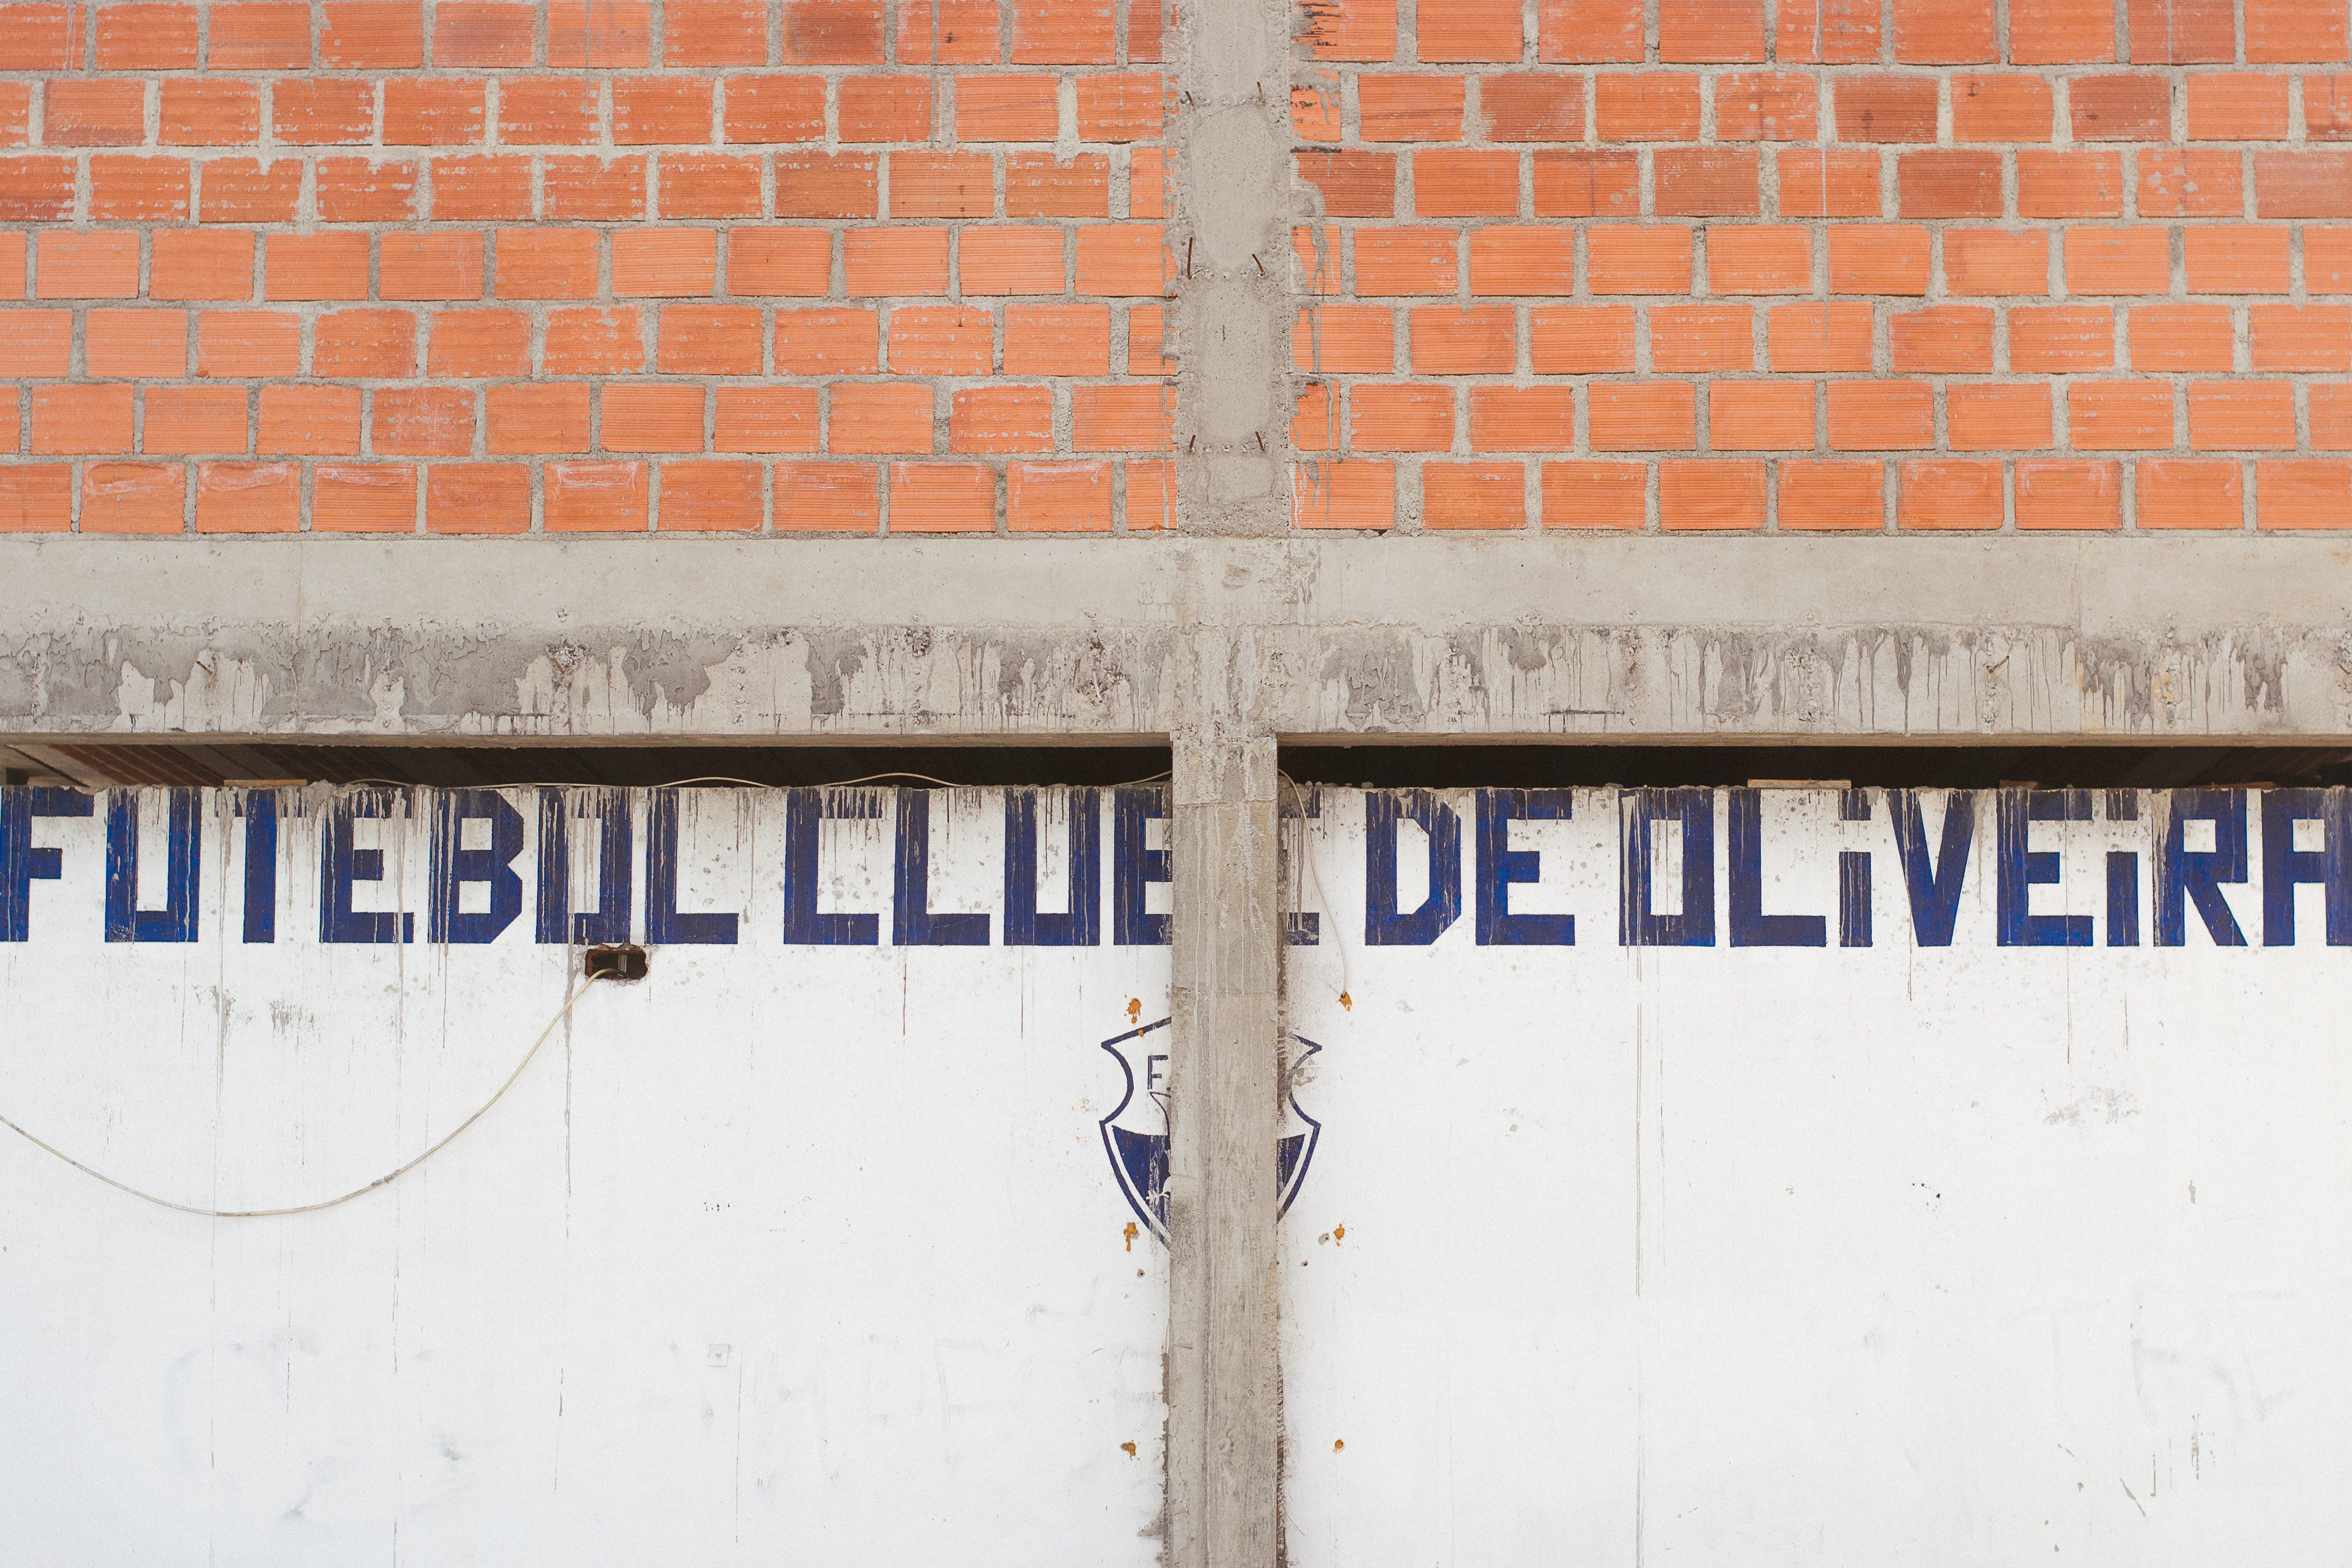 FUTEBOL CLUBE DE OLiVEiRA
F.